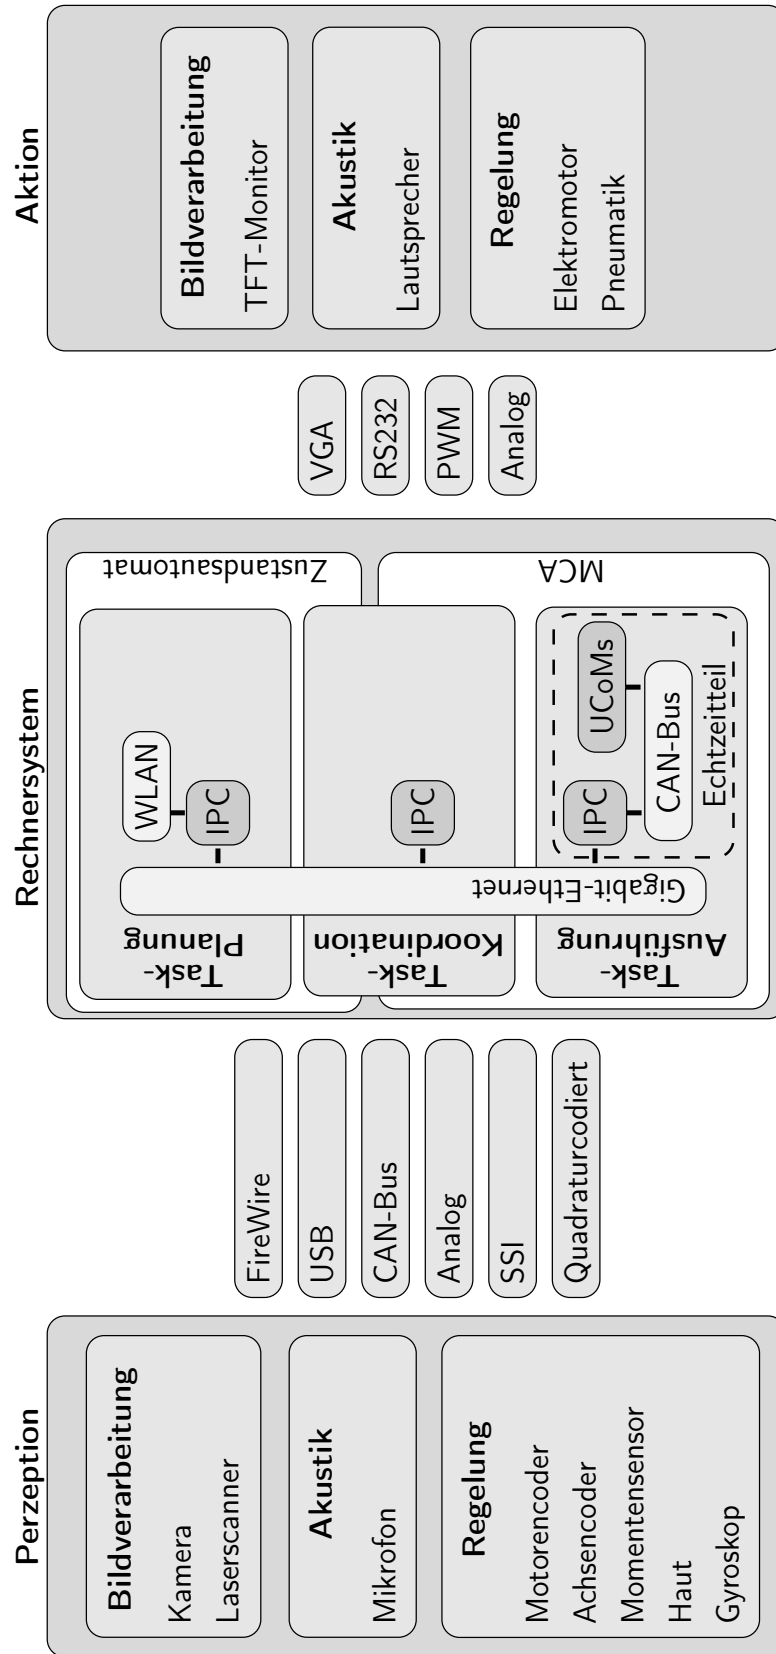 Perzeption
Bildverarbeitung
Kamera
Laserscanner
Akustik
Mikrofon
Regelung
Motorencoder
Achsencoder
Momentensensor
Haut
Gyroskop
FireWire
USB
CAN-Bus
Analog
SSI
Quadraturcodiert
Rechnersystem
Zustandsautomat
MCA
Task-
Planung
WLAN
IPC
Task-
Koordination
IPC
Task-
Ausführung
IPC
UCoMs
CAN-Bus
Echtzeitteil
Gigabit-Ethernet
VGA
RS232
PWM
Analog
Aktion
Bildverarbeitung
TFT-Monitor
Akustik
Lautsprecher
Regelung
Elektromotor
Pneumatik